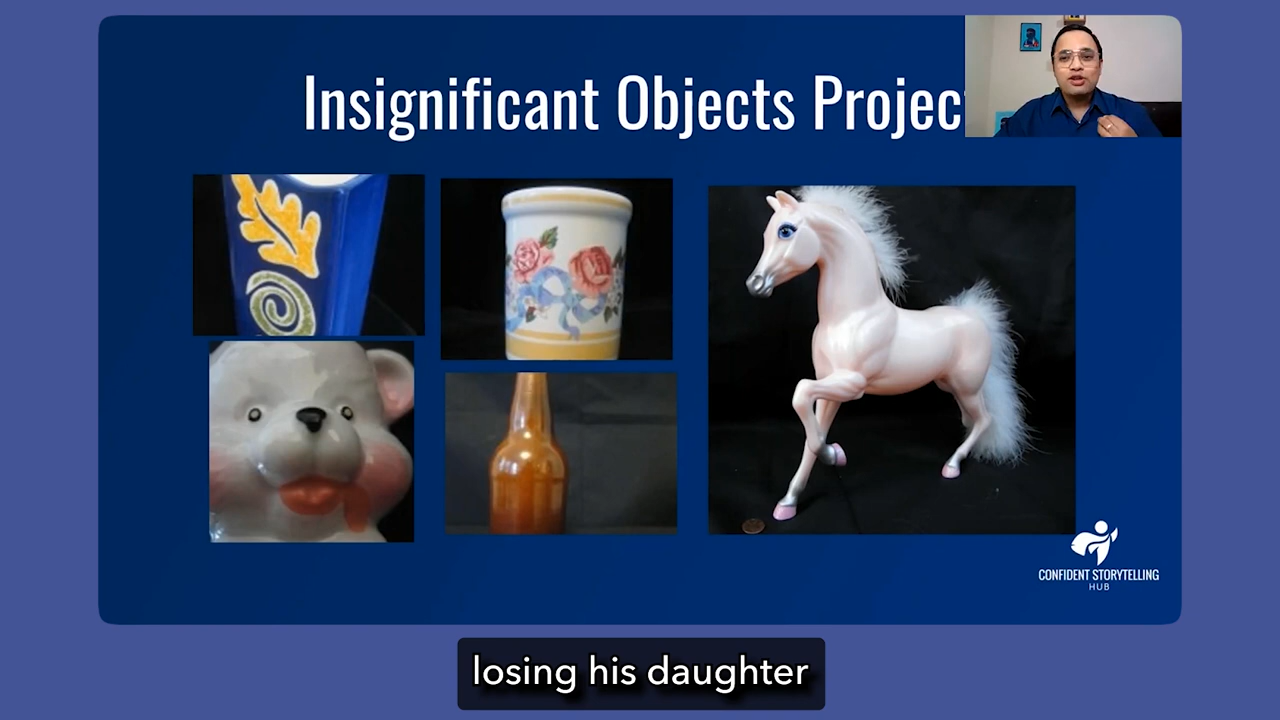 Insignificant Objects Projec
CONFIDENT STORYTELLING
HUB
losing his daughter